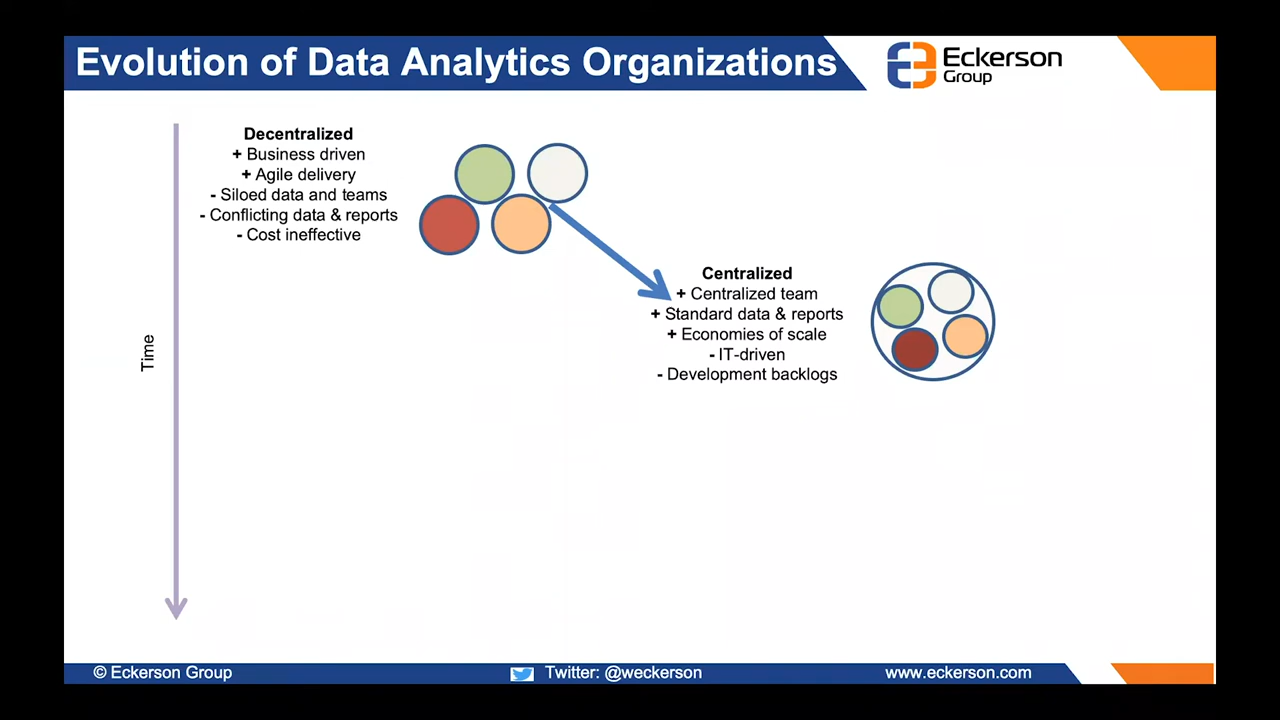 Evolution of Data Analytics Organizations
Eckerson
Group
Decentralized
+ Business driven
+ Agile delivery
- Siloed data and teams
- Conflicting data & reports
- Cost ineffective
Centralized
+ Centralized team
+ Standard data & reports
+ Economies of scale
- IT-driven
- Development backlogs
Time
© Eckerson Group
Twitter: @weckerson
www.eckerson.com